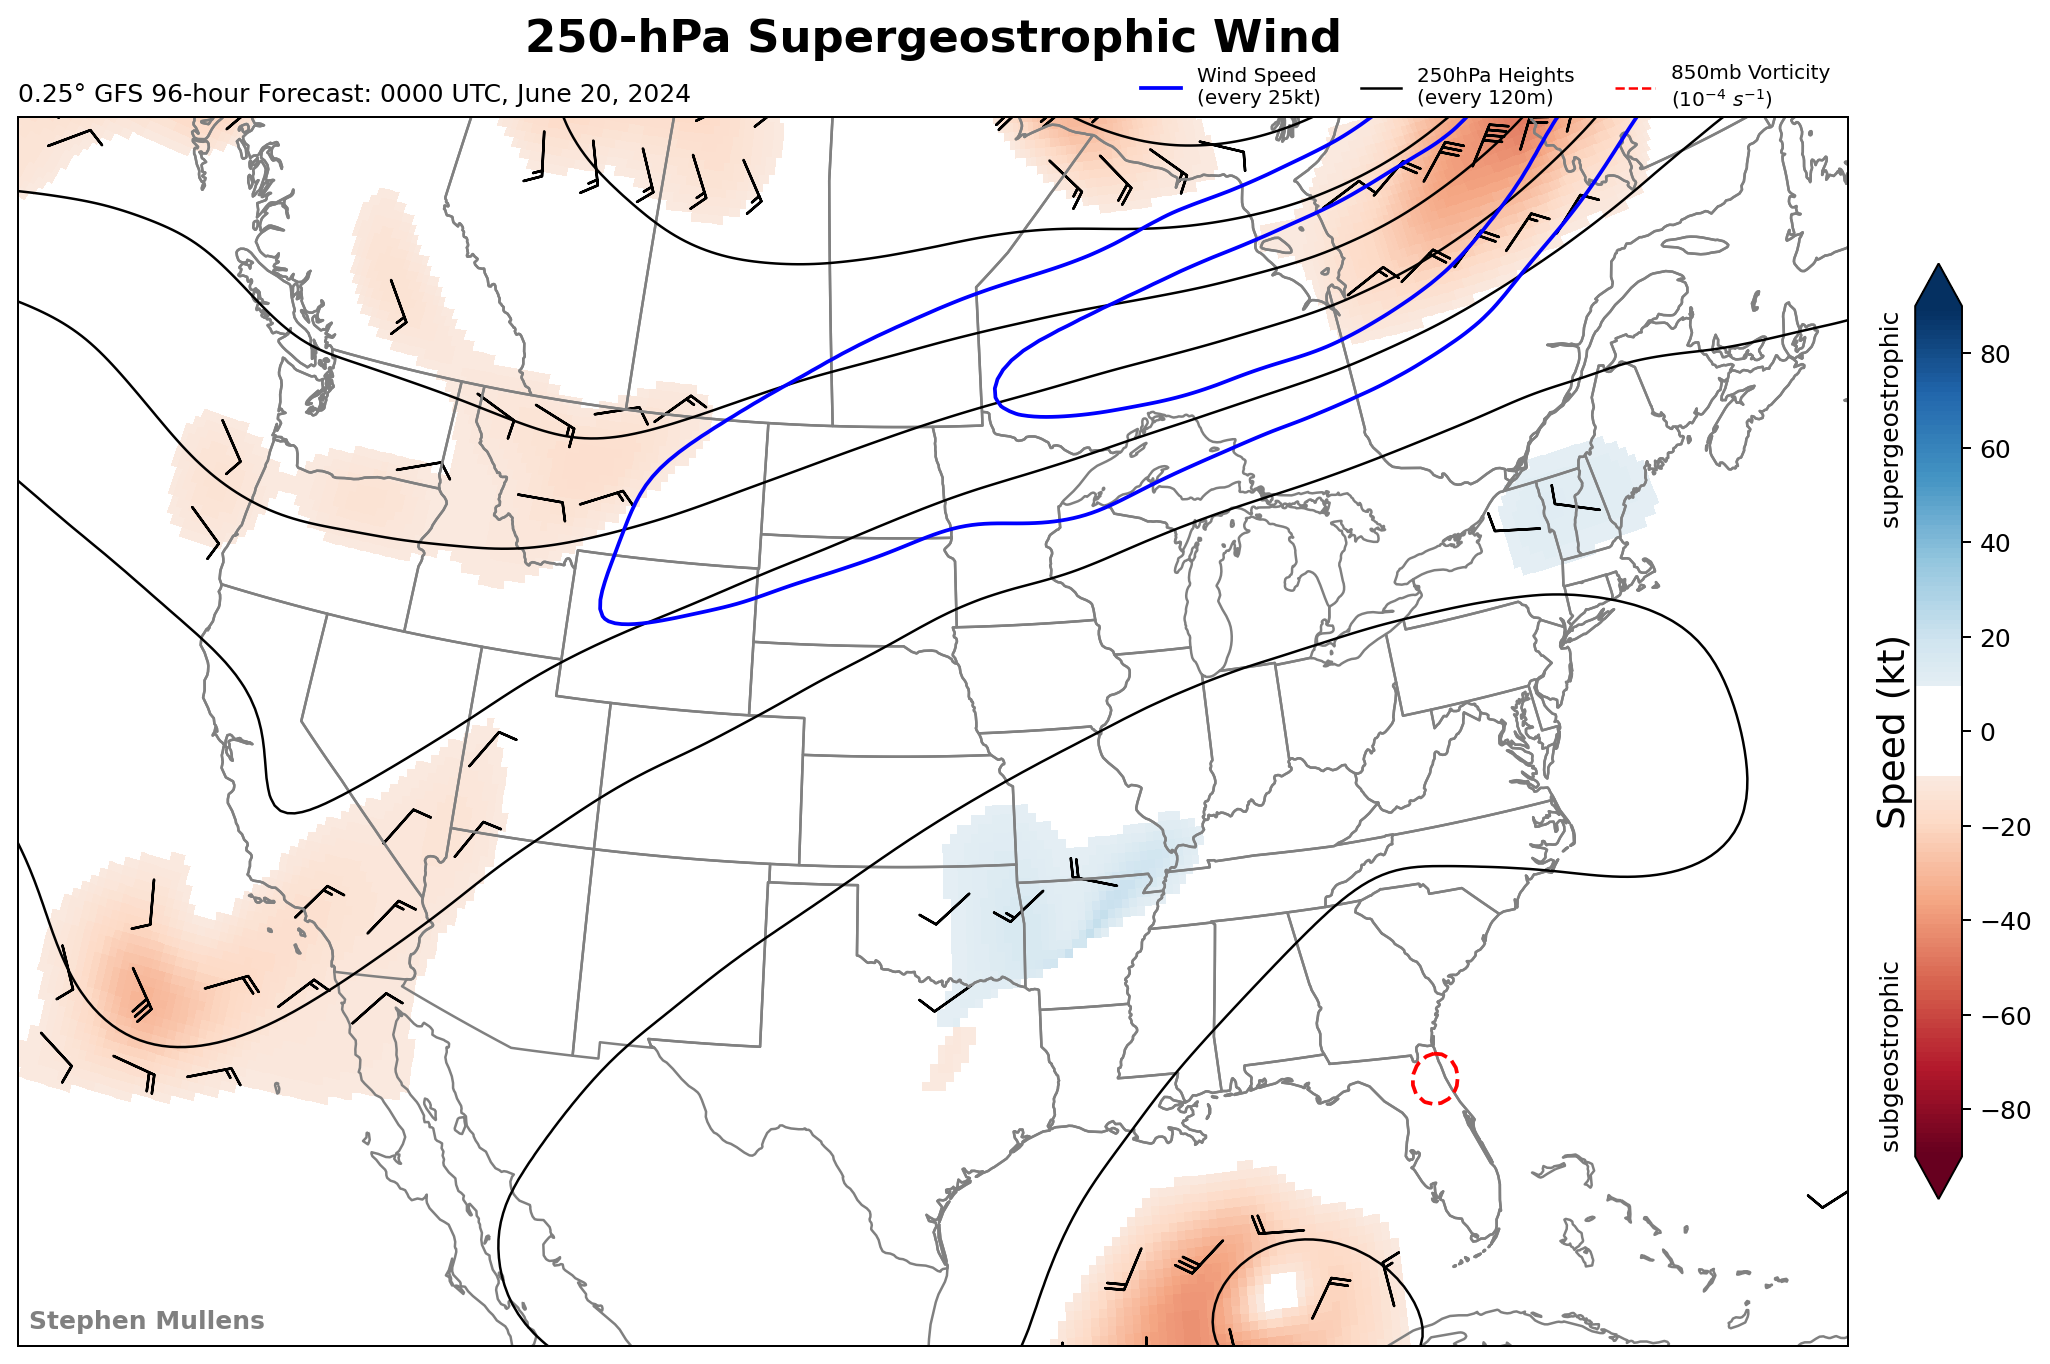 250-hPa Supergeostrophic Wind
0.25° GFS 96-hour Forecast: 0000 UTC, June 20, 2024
Wind Speed
(every 25kt)
250hPa Heights
(every 120m)
850mb Vorticity
(10⁻⁴ s⁻¹)
supergeostrophic
Speed (kt)
subgeostrophic
80
60
40
20
0
−20
−40
−60
−80
Stephen Mullens